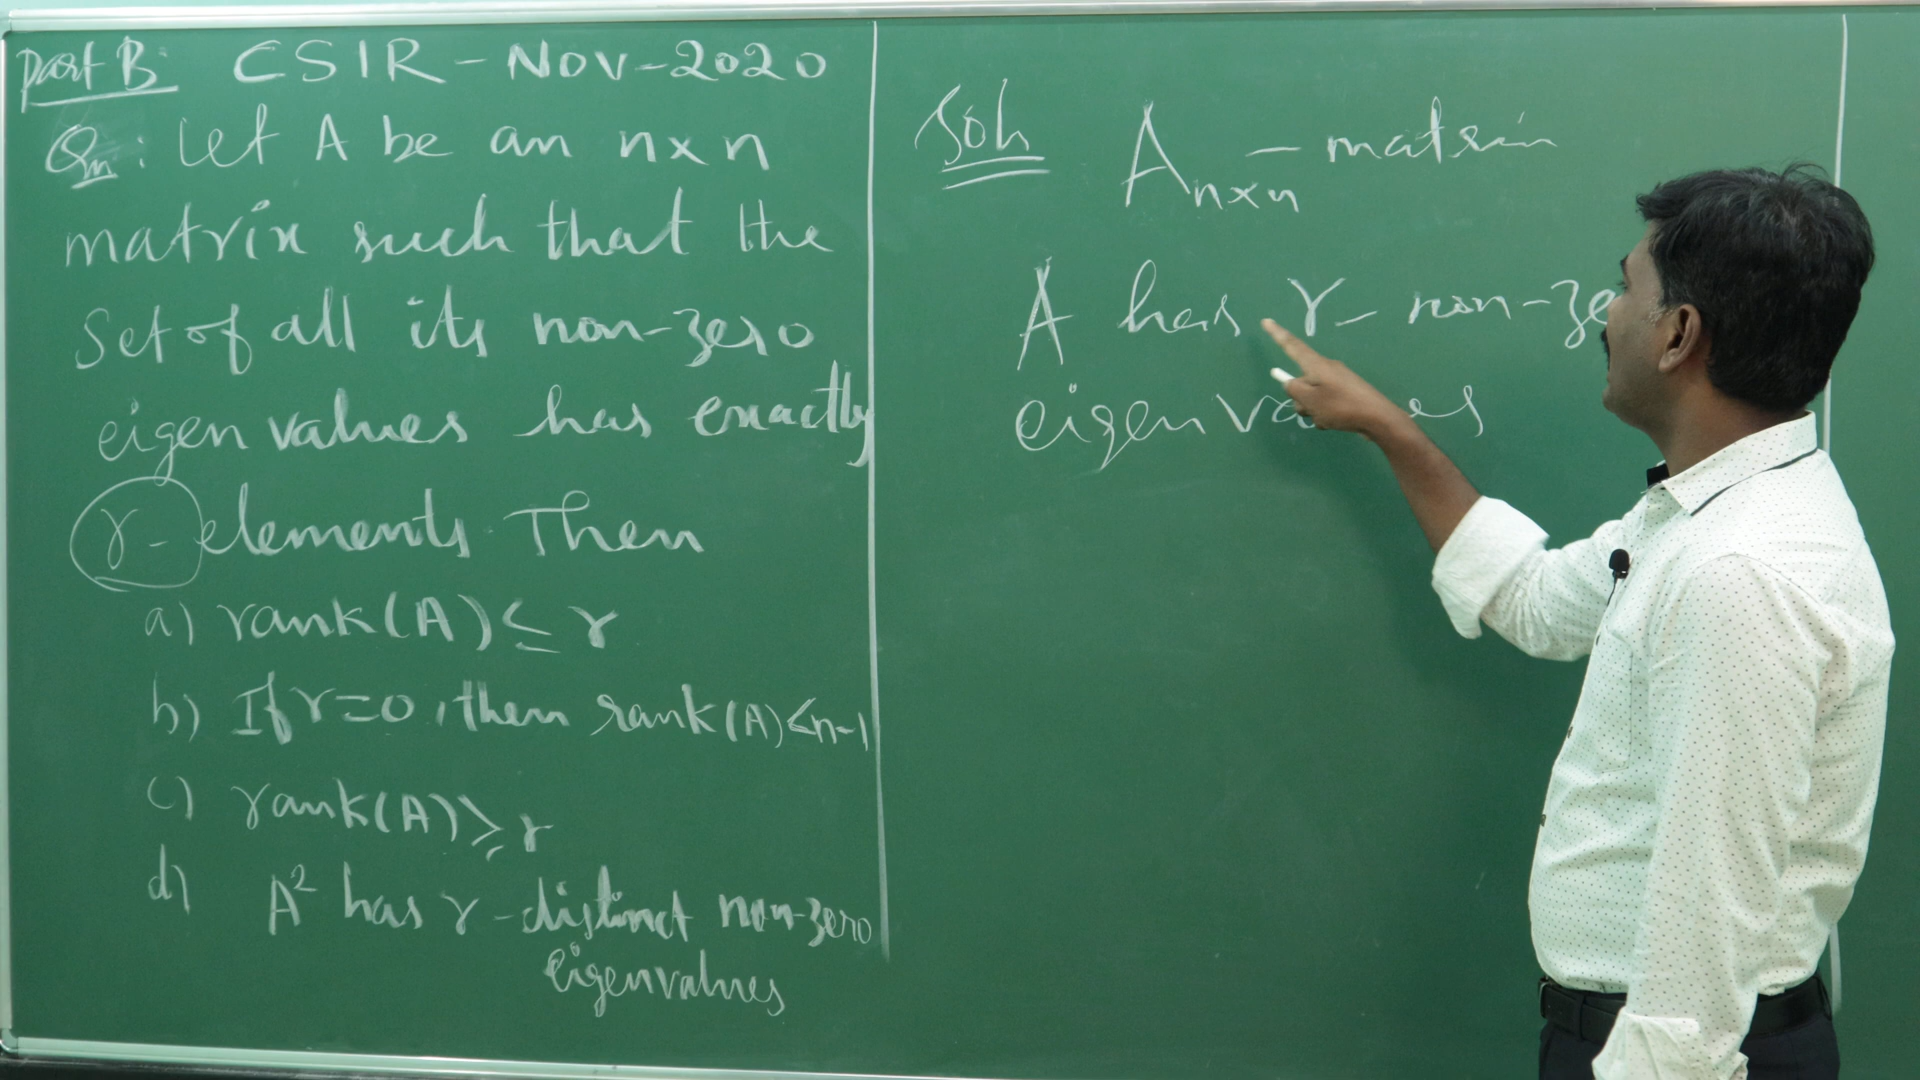 Part B: CSIR - Nov - 2020
Qn: Let A be an n×n
matrix such that the
Set of all its non-zero
eigen values has exactly
r - elements. Then
a) rank(A) ≤ r
b) If r=0, then rank(A) < n-1
c) rank(A) ≥ r
d) A² has r - distinct non-zero
eigenvalues
Soln
A n×n - matrix
A has r - non-ze
eigenvalues